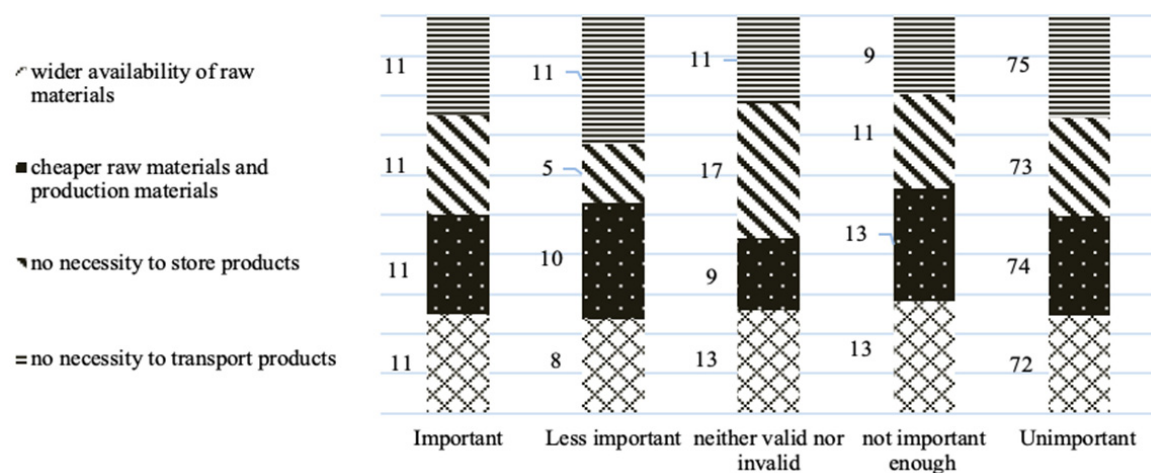 wider availability of raw
materials
cheaper raw materials and
production materials
no necessity to store products
no necessity to transport products
11
11
11
11
11
5
10
8
11
17
9
13
9
11
13
13
75
73
74
72
Important
Less important
neither valid nor
invalid
not important
enough
Unimportant